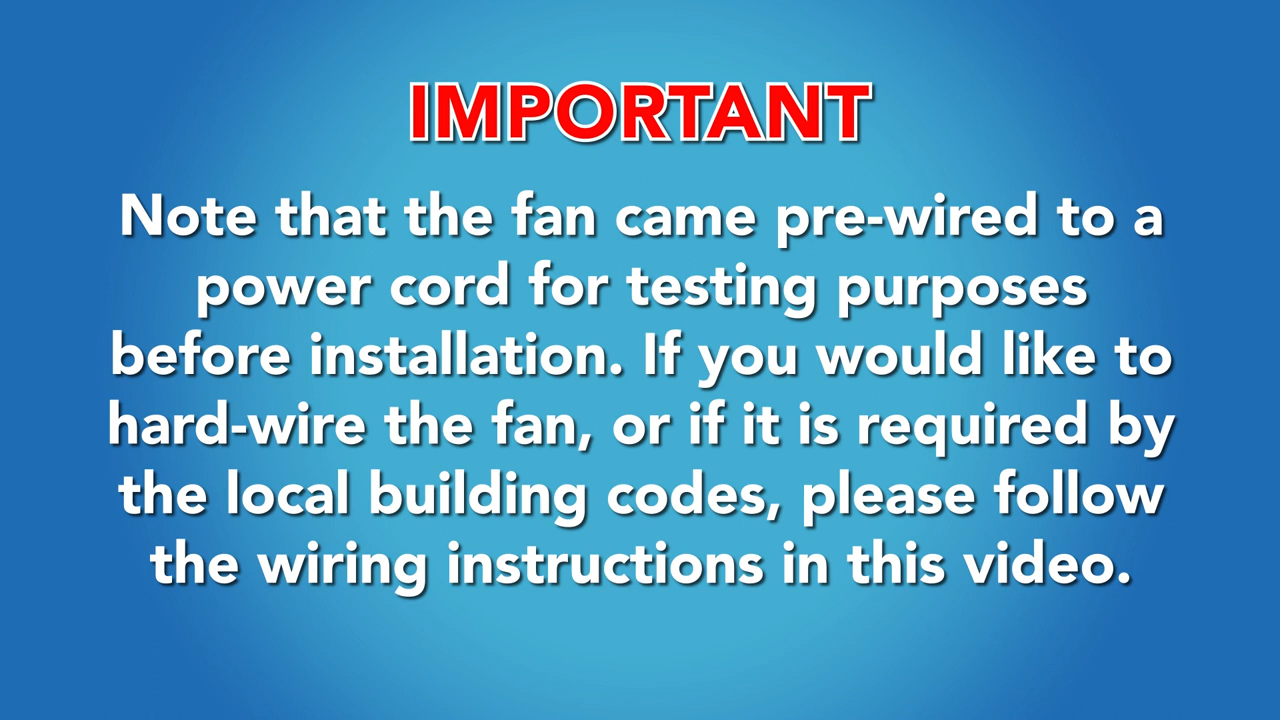 IMPORTANT
Note that the fan came pre-wired to a
power cord for testing purposes
before installation. If you would like to
hard-wire the fan, or if it is required by
the local building codes, please follow
the wiring instructions in this video.